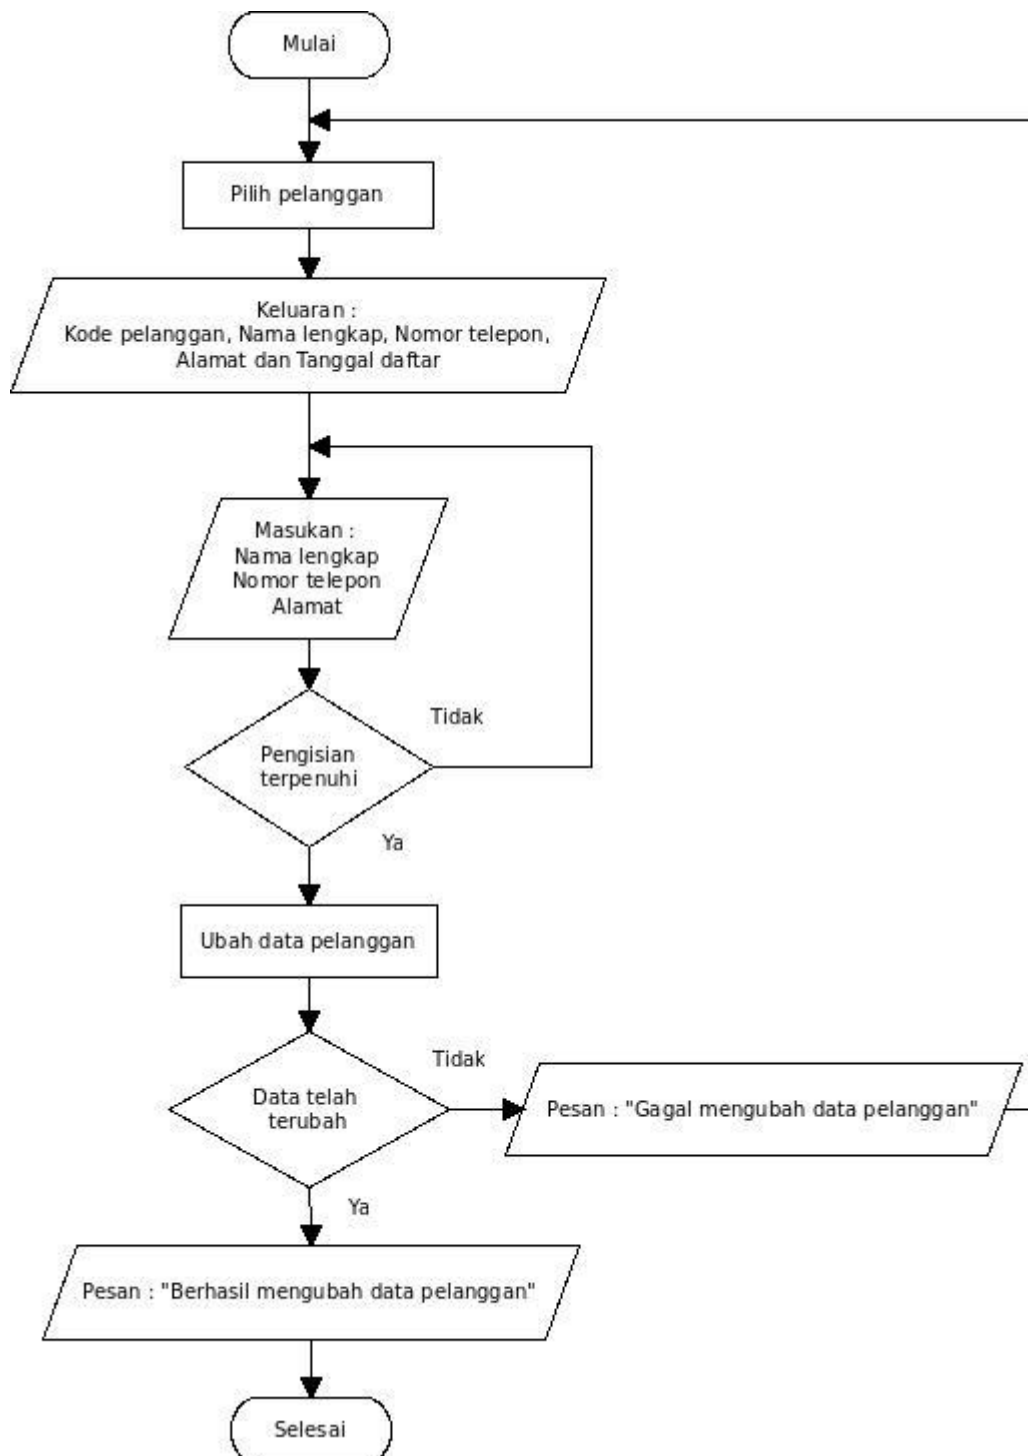 Mulai
Pilih pelanggan
Keluaran :
Kode pelanggan, Nama lengkap, Nomor telepon,
Alamat dan Tanggal daftar
Masukan :
Nama lengkap
Nomor telepon
Alamat
Tidak
Pengisian
terpenuhi
Ya
Ubah data pelanggan
Tidak
Data telah
terubah
Pesan : "Gagal mengubah data pelanggan"
Ya
Pesan : "Berhasil mengubah data pelanggan"
Selesai